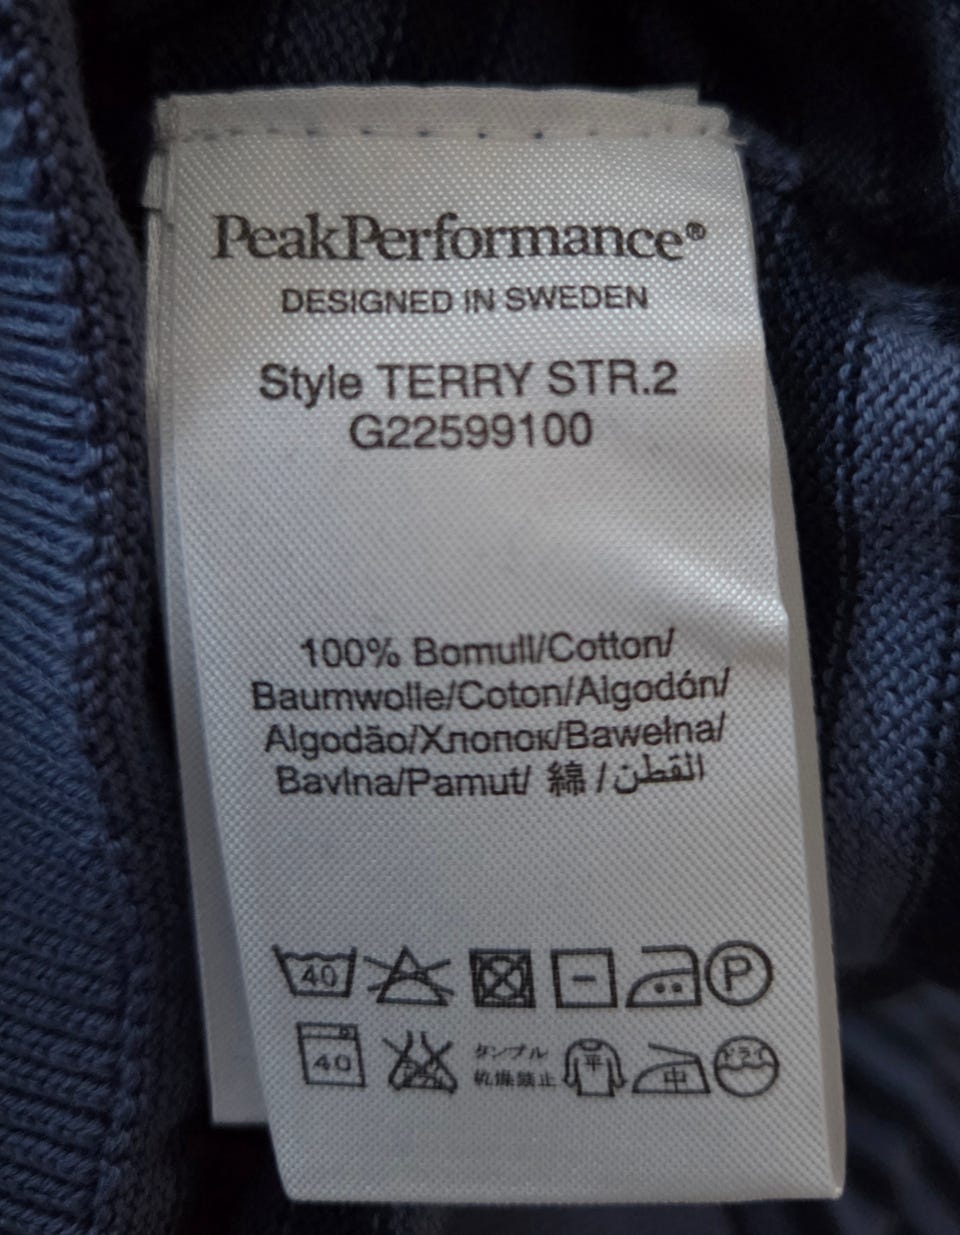 PeakPerformance®
DESIGNED IN SWEDEN
Style TERRY STR.2
G22599100
100% Bomull/Cotton/
Baumwolle/Coton/Algodón/
Algodão/Хлопок/Bawełna/
Bavlna/Pamut/ 綿 / القطن
40 P
40 タンブル 平 中 ドライ
乾燥禁止